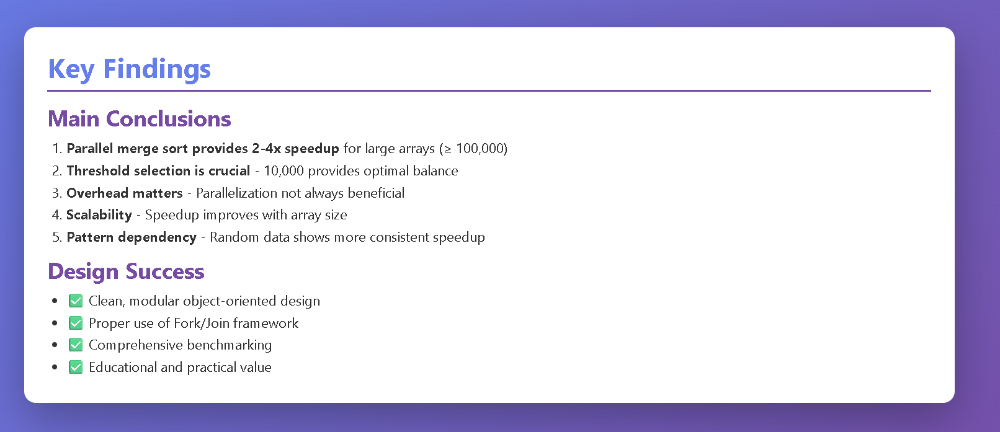 Key Findings
Main Conclusions
1. Parallel merge sort provides 2-4x speedup for large arrays (≥ 100,000)
2. Threshold selection is crucial - 10,000 provides optimal balance
3. Overhead matters - Parallelization not always beneficial
4. Scalability - Speedup improves with array size
5. Pattern dependency - Random data shows more consistent speedup
Design Success
• ✅ Clean, modular object-oriented design
• ✅ Proper use of Fork/Join framework
• ✅ Comprehensive benchmarking
• ✅ Educational and practical value